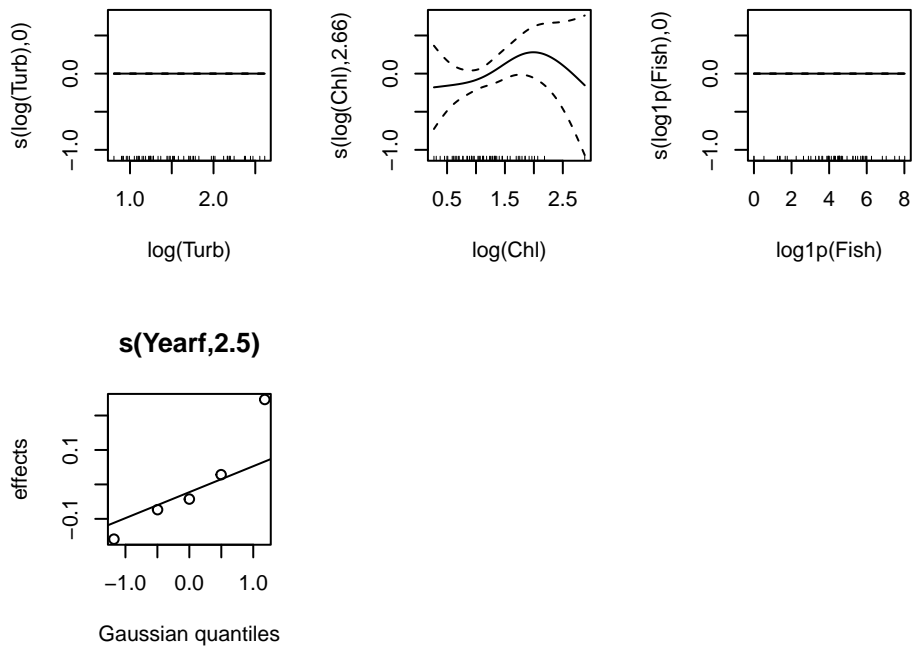 s(log(Turb),0)
0.0
−1.0
1.0 2.0
log(Turb)
s(log(Chl),2.66)
0.0
−1.0
0.5 1.5 2.5
log(Chl)
s(log1p(Fish),0)
0.0
−1.0
0 2 4 6 8
log1p(Fish)
s(Yearf,2.5)
effects
0.1
−0.1
−1.0 0.0 1.0
Gaussian quantiles